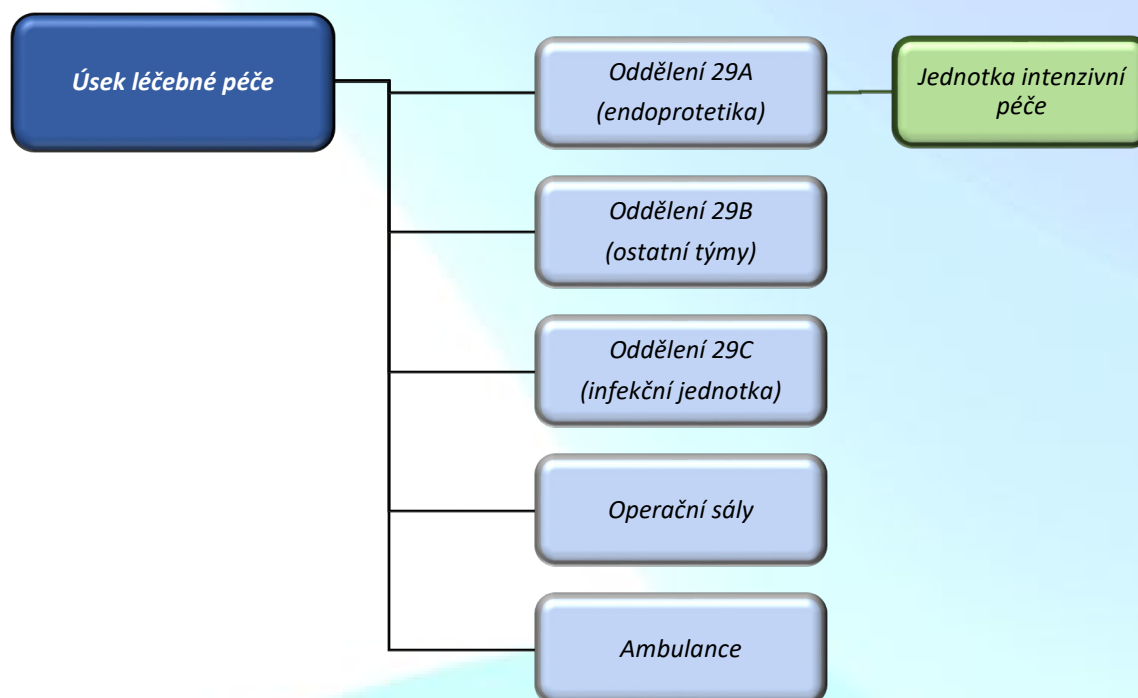 Úsek léčebné péče
Oddělení 29A
(endoprotetika)
Jednotka intenzivní
péče
Oddělení 29B
(ostatní týmy)
Oddělení 29C
(infekční jednotka)
Operační sály
Ambulance